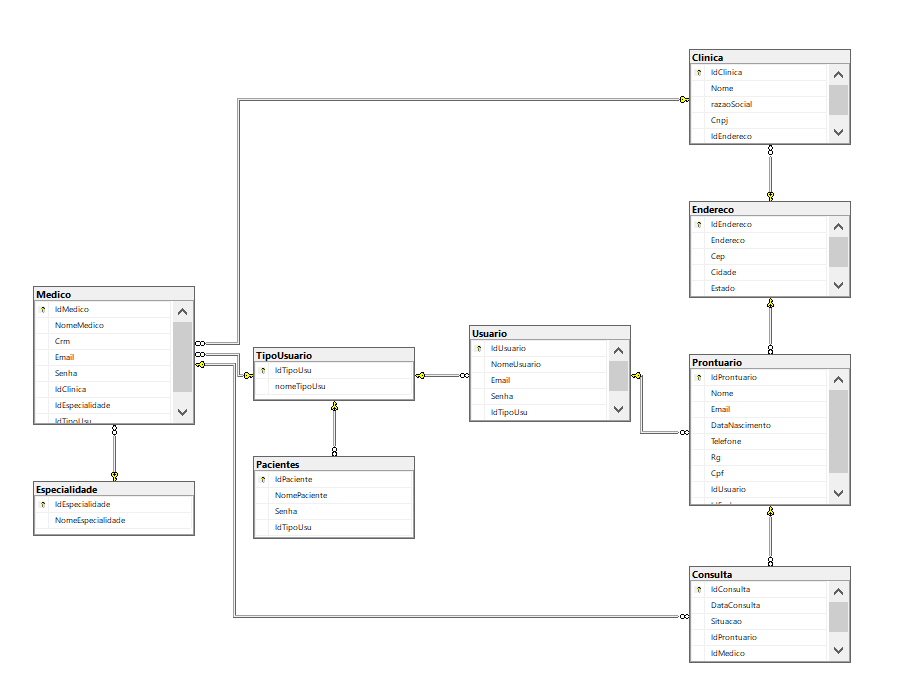 Clinica
IdClinica
Nome
razaoSocial
Cnpj
IdEndereco
Endereco
IdEndereco
Endereco
Cep
Cidade
Estado
Medico
IdMedico
NomeMedico
Crm
Email
Senha
IdClinica
IdEspecialidade
IdTipoUsu
TipoUsuario
IdTipoUsu
nomeTipoUsu
Usuario
IdUsuario
NomeUsuario
Email
Senha
IdTipoUsu
Prontuario
IdProntuario
Nome
Email
DataNascimento
Telefone
Rg
Cpf
IdUsuario
Pacientes
IdPaciente
NomePaciente
Senha
IdTipoUsu
Especialidade
IdEspecialidade
NomeEspecialidade
Consulta
IdConsulta
DataConsulta
Situacao
IdProntuario
IdMedico